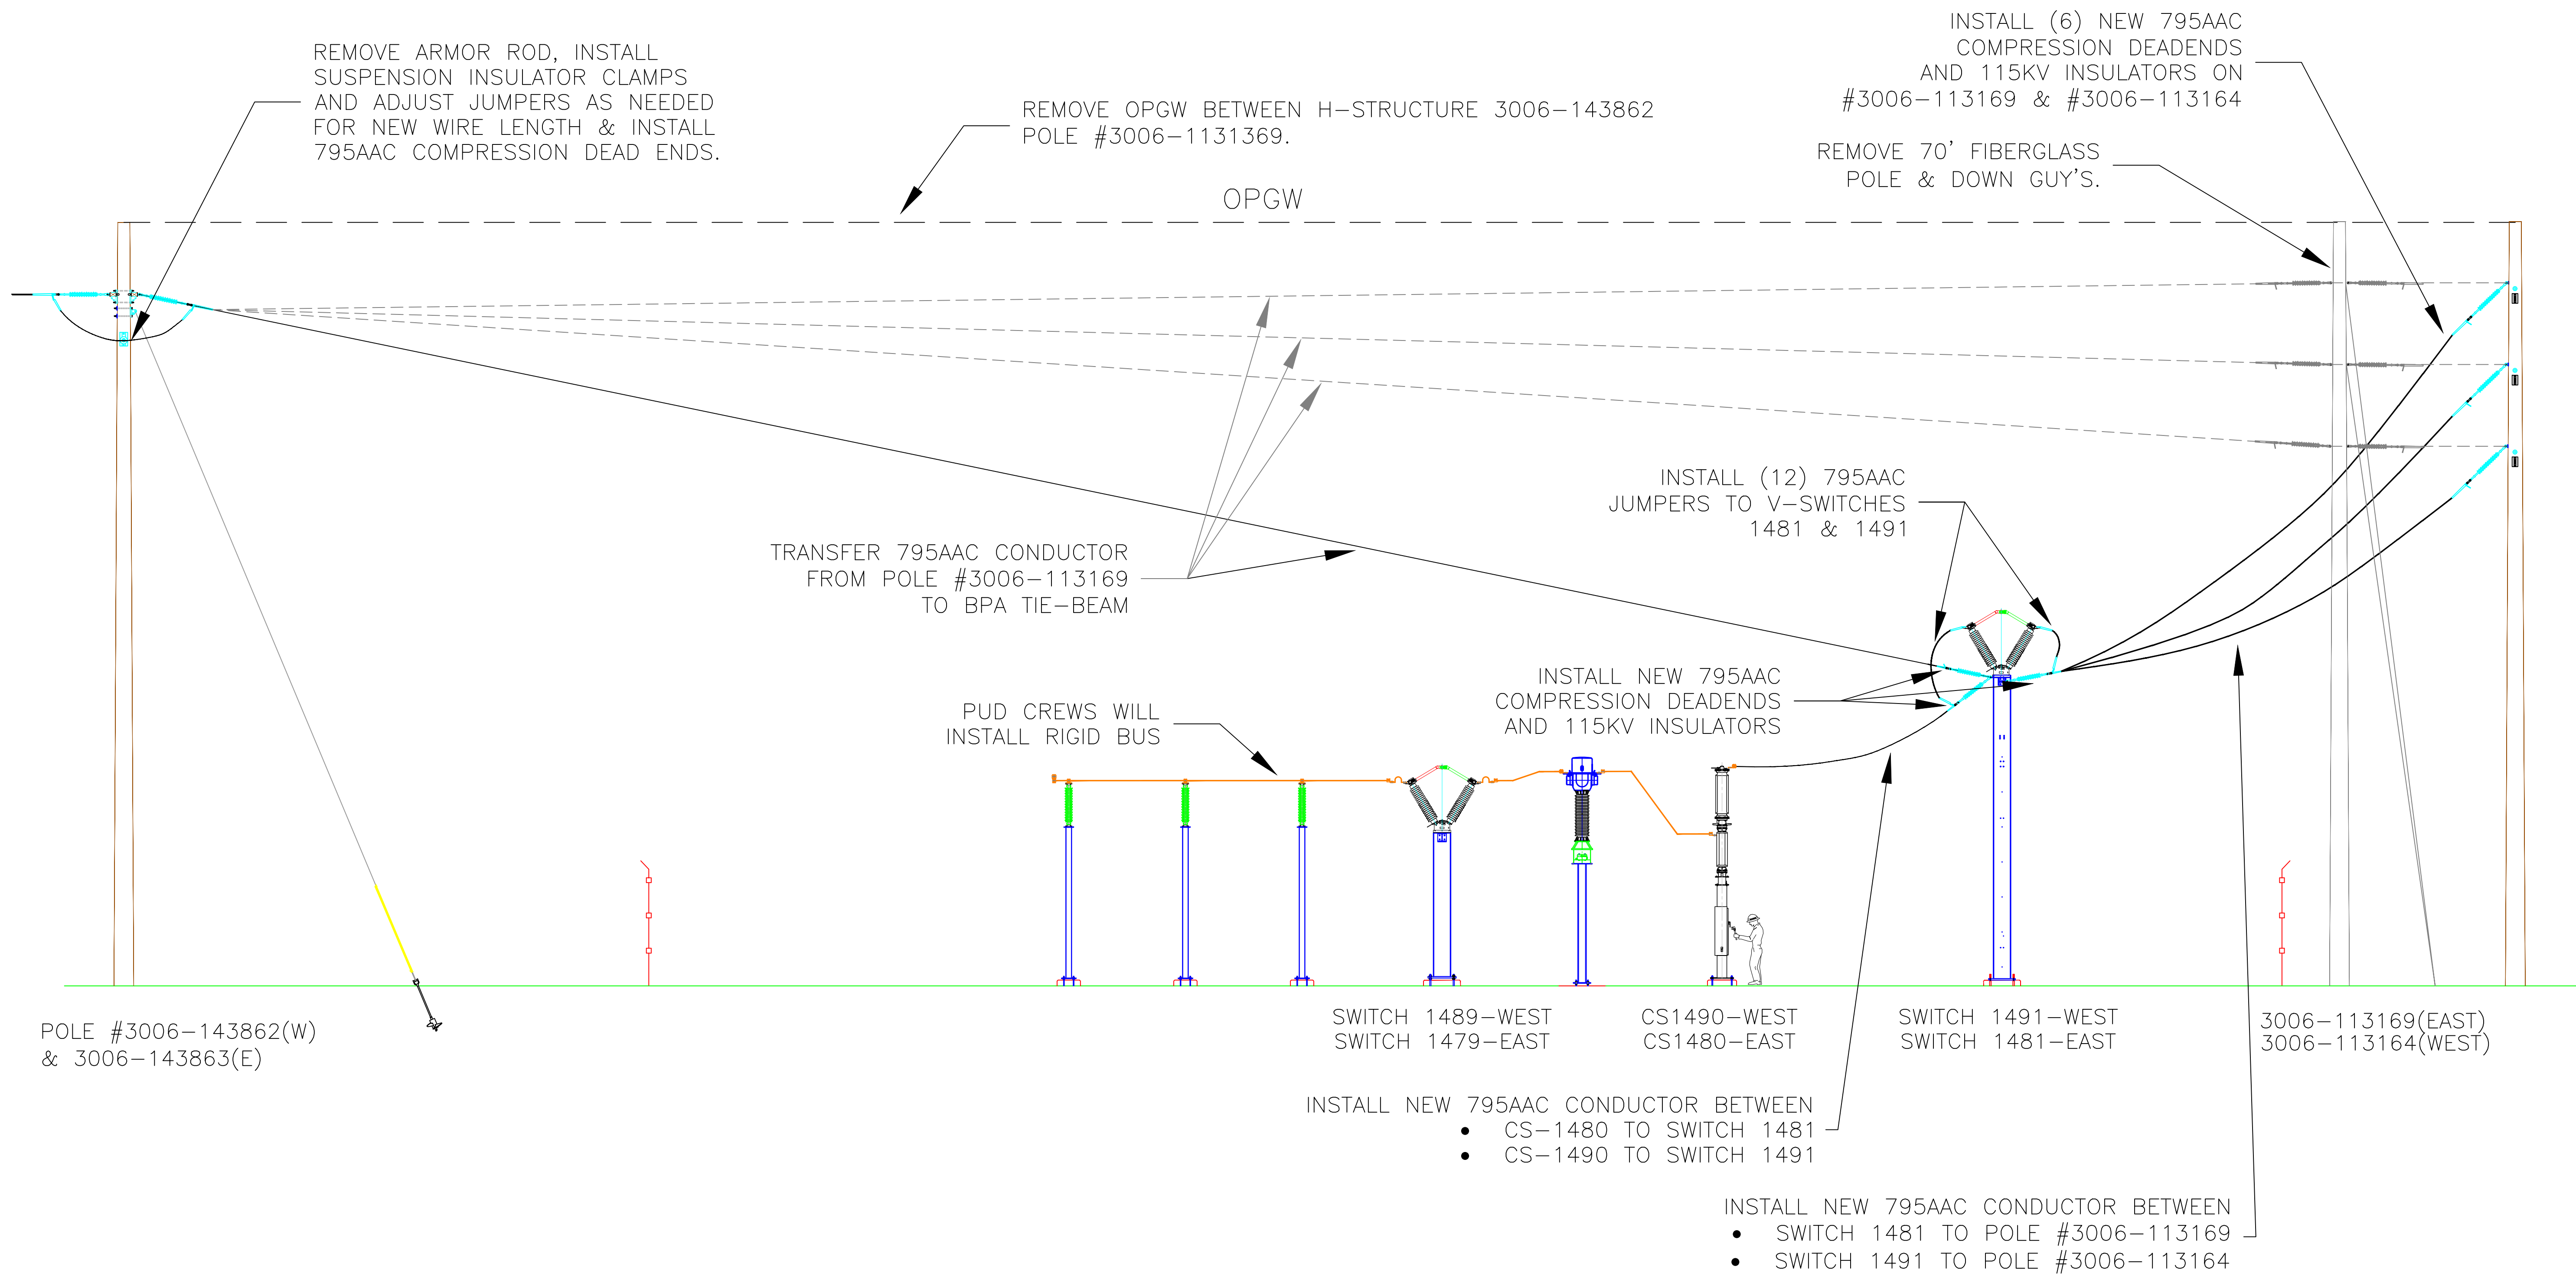 REMOVE ARMOR ROD, INSTALL
SUSPENSION INSULATOR CLAMPS
AND ADJUST JUMPERS AS NEEDED
FOR NEW WIRE LENGTH & INSTALL
795AAC COMPRESSION DEAD ENDS.
REMOVE OPGW BETWEEN H-STRUCTURE 3006-143862
POLE #3006-1131369.
INSTALL (6) NEW 795AAC
COMPRESSION DEADENDS
AND 115KV INSULATORS ON
#3006-113169 & #3006-113164
REMOVE 70' FIBERGLASS
POLE & DOWN GUY'S.
OPGW
INSTALL (12) 795AAC
JUMPERS TO V-SWITCHES
1481 & 1491
TRANSFER 795AAC CONDUCTOR
FROM POLE #3006-113169
TO BPA TIE-BEAM
INSTALL NEW 795AAC
COMPRESSION DEADENDS
AND 115KV INSULATORS
PUD CREWS WILL
INSTALL RIGID BUS
POLE #3006-143862(W)
& 3006-143863(E)
SWITCH 1489-WEST
SWITCH 1479-EAST
CS1490-WEST
CS1480-EAST
SWITCH 1491-WEST
SWITCH 1481-EAST
3006-113169(EAST)
3006-113164(WEST)
INSTALL NEW 795AAC CONDUCTOR BETWEEN
• CS-1480 TO SWITCH 1481
• CS-1490 TO SWITCH 1491
INSTALL NEW 795AAC CONDUCTOR BETWEEN
• SWITCH 1481 TO POLE #3006-113169
• SWITCH 1491 TO POLE #3006-113164